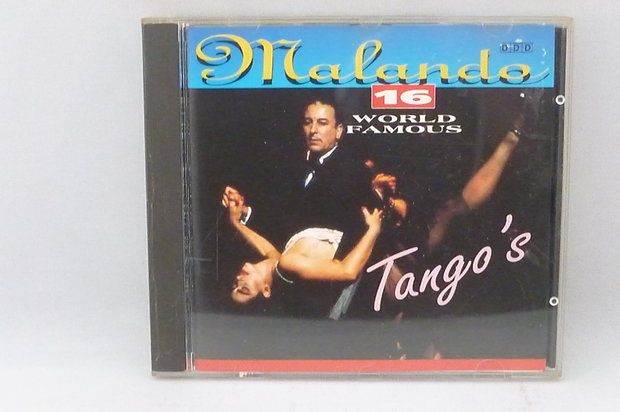 DDD
Malando
16
WORLD
FAMOUS
Tango's